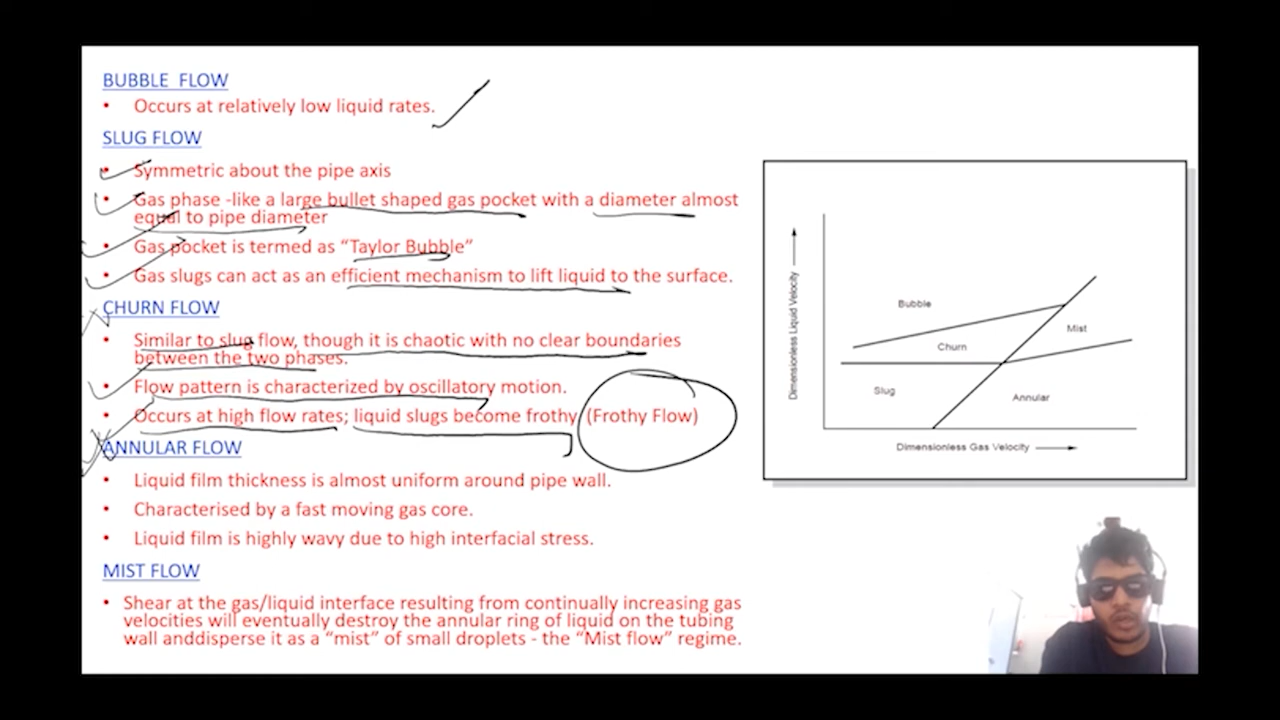 BUBBLE FLOW
• Occurs at relatively low liquid rates.
SLUG FLOW
• Symmetric about the pipe axis
• Gas phase -like a large bullet shaped gas pocket with a diameter almost
equal to pipe diameter
• Gas pocket is termed as “Taylor Bubble”
• Gas slugs can act as an efficient mechanism to lift liquid to the surface.
CHURN FLOW
• Similar to slug flow, though it is chaotic with no clear boundaries
between the two phases.
• Flow pattern is characterized by oscillatory motion.
• Occurs at high flow rates; liquid slugs become frothy (Frothy Flow)
ANNULAR FLOW
• Liquid film thickness is almost uniform around pipe wall.
• Characterised by a fast moving gas core.
• Liquid film is highly wavy due to high interfacial stress.
MIST FLOW
• Shear at the gas/liquid interface resulting from continually increasing gas
velocities will eventually destroy the annular ring of liquid on the tubing
wall anddisperse it as a “mist” of small droplets - the “Mist flow” regime.
Dimensionless Liquid Velocity
Bubble
Mist
Churn
Slug
Annular
Dimensionless Gas Velocity